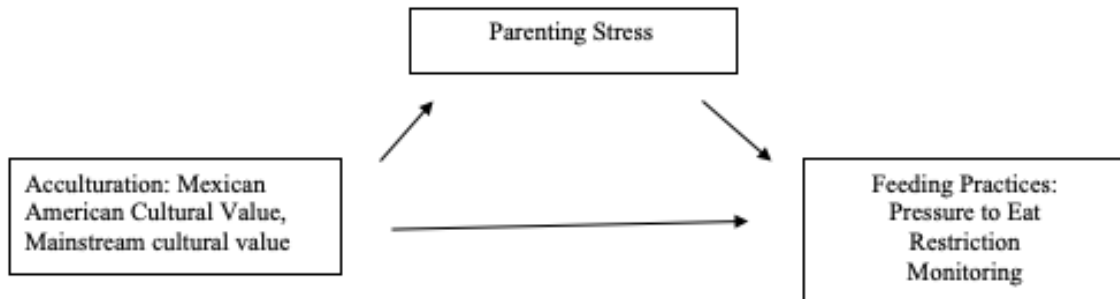 Parenting Stress
Acculturation: Mexican
American Cultural Value,
Mainstream cultural value
Feeding Practices:
Pressure to Eat
Restriction
Monitoring